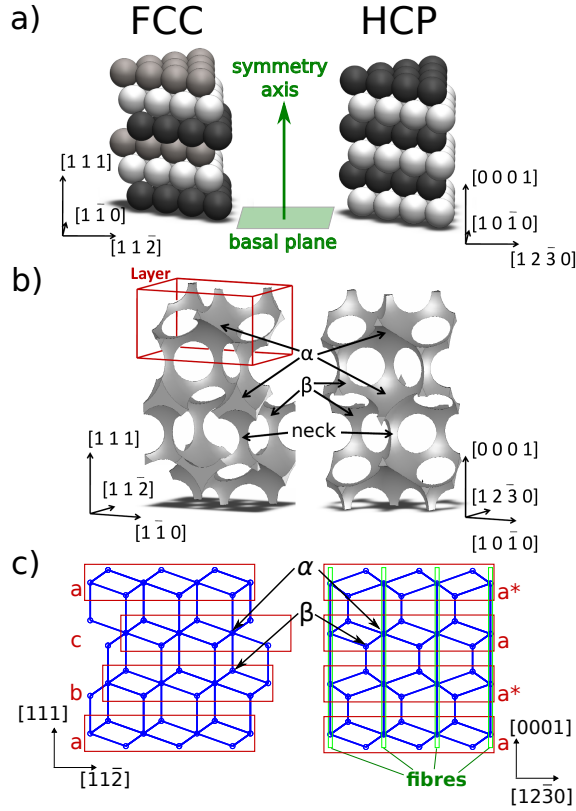 FCC HCP
a)
symmetry
axis
[1 1 1]
[1 1̄ 0]
[1 1 2̄]
basal plane
[0 0 0 1]
[1 0 1̄ 0]
[1 2 3̄ 0]
b)
Layer
α
β
neck
[1 1 1]
[1 1 2̄]
[1 1̄ 0]
[0 0 0 1]
[1 2 3̄ 0]
[1 0 1̄ 0]
c)
α
β
a
c
b
a
a*
a
a*
a
[111]
[112̄]
fibres
[0001]
[123̄0]